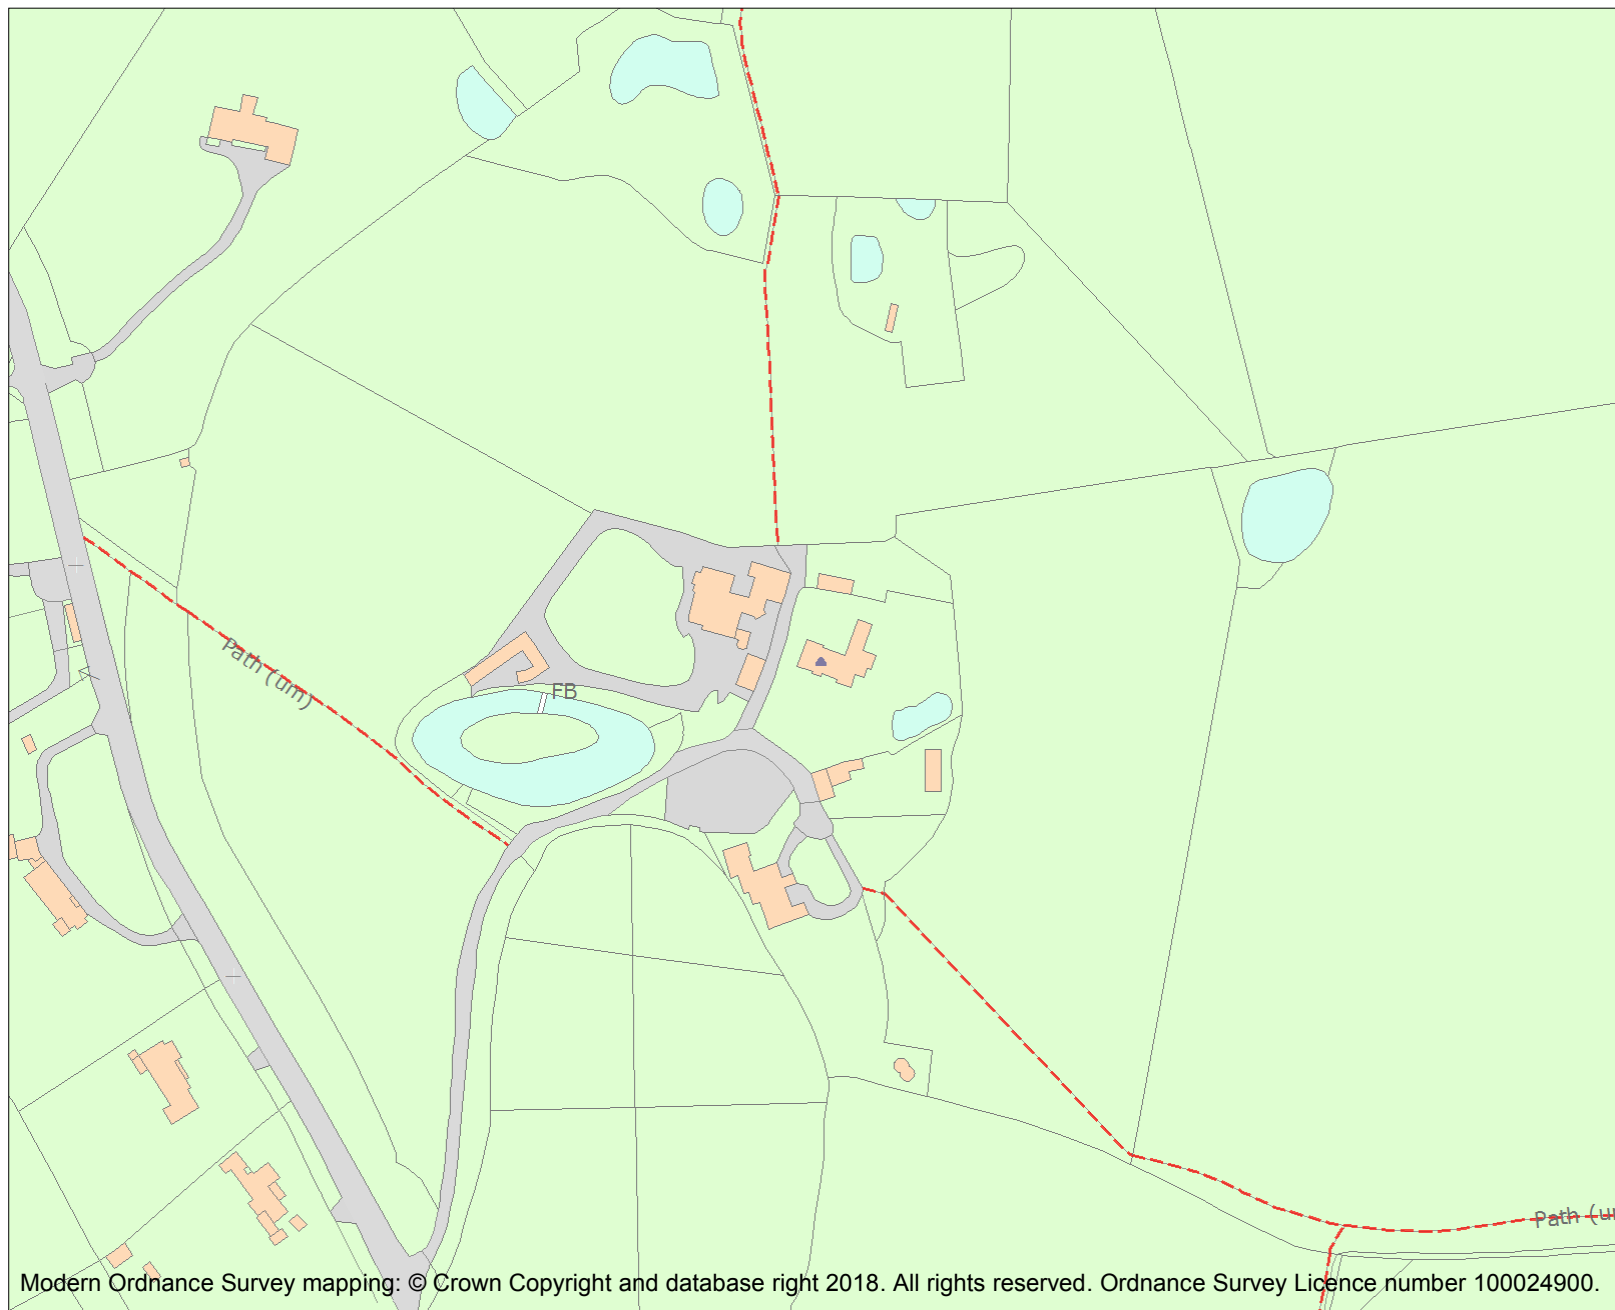 Path (um)
FB
Path (u
Modern Ordnance Survey mapping: © Crown Copyright and database right 2018. All rights reserved. Ordnance Survey Licence number 100024900.